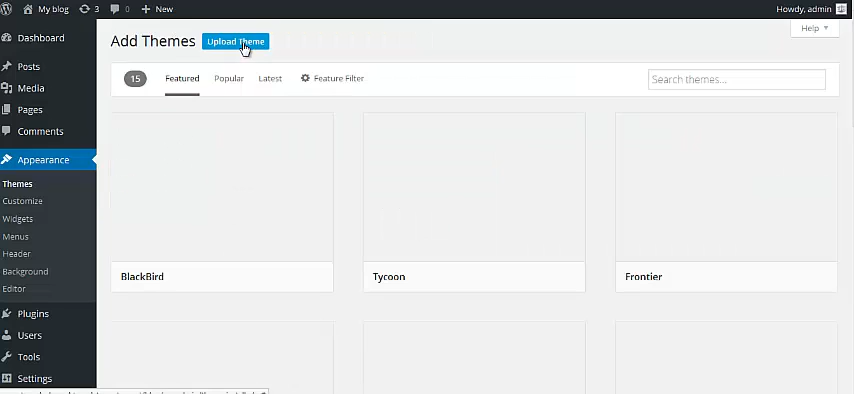 My blog 3 0 New Howdy, admin
Help
Add Themes Upload Theme
15 Featured Popular Latest Feature Filter Search themes...
Dashboard
Posts
Media
Pages
Comments
Appearance
Themes
Customize
Widgets
Menus
Header
Background
Editor
Plugins
Users
Tools
Settings
BlackBird Tycoon Frontier